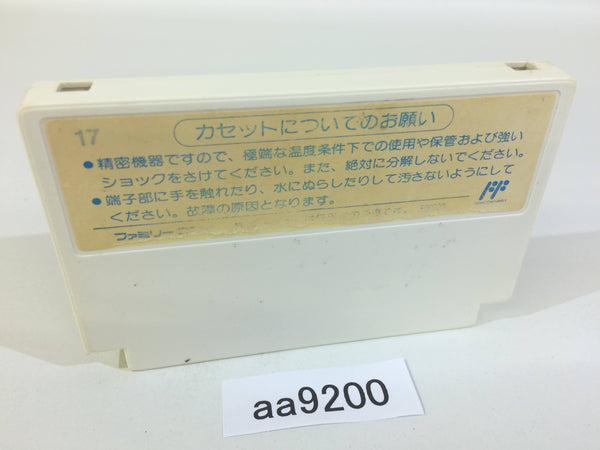 17
カセットについてのお願い
●精密機器ですので、極端な温度条件下での使用や保管および強い
ショックをさけてください。また、絶対に分解しないでください。
●端子部に手を触れたり、水にぬらしたりして汚さないようにして
ください。故障の原因となります。
ファミリー
aa9200